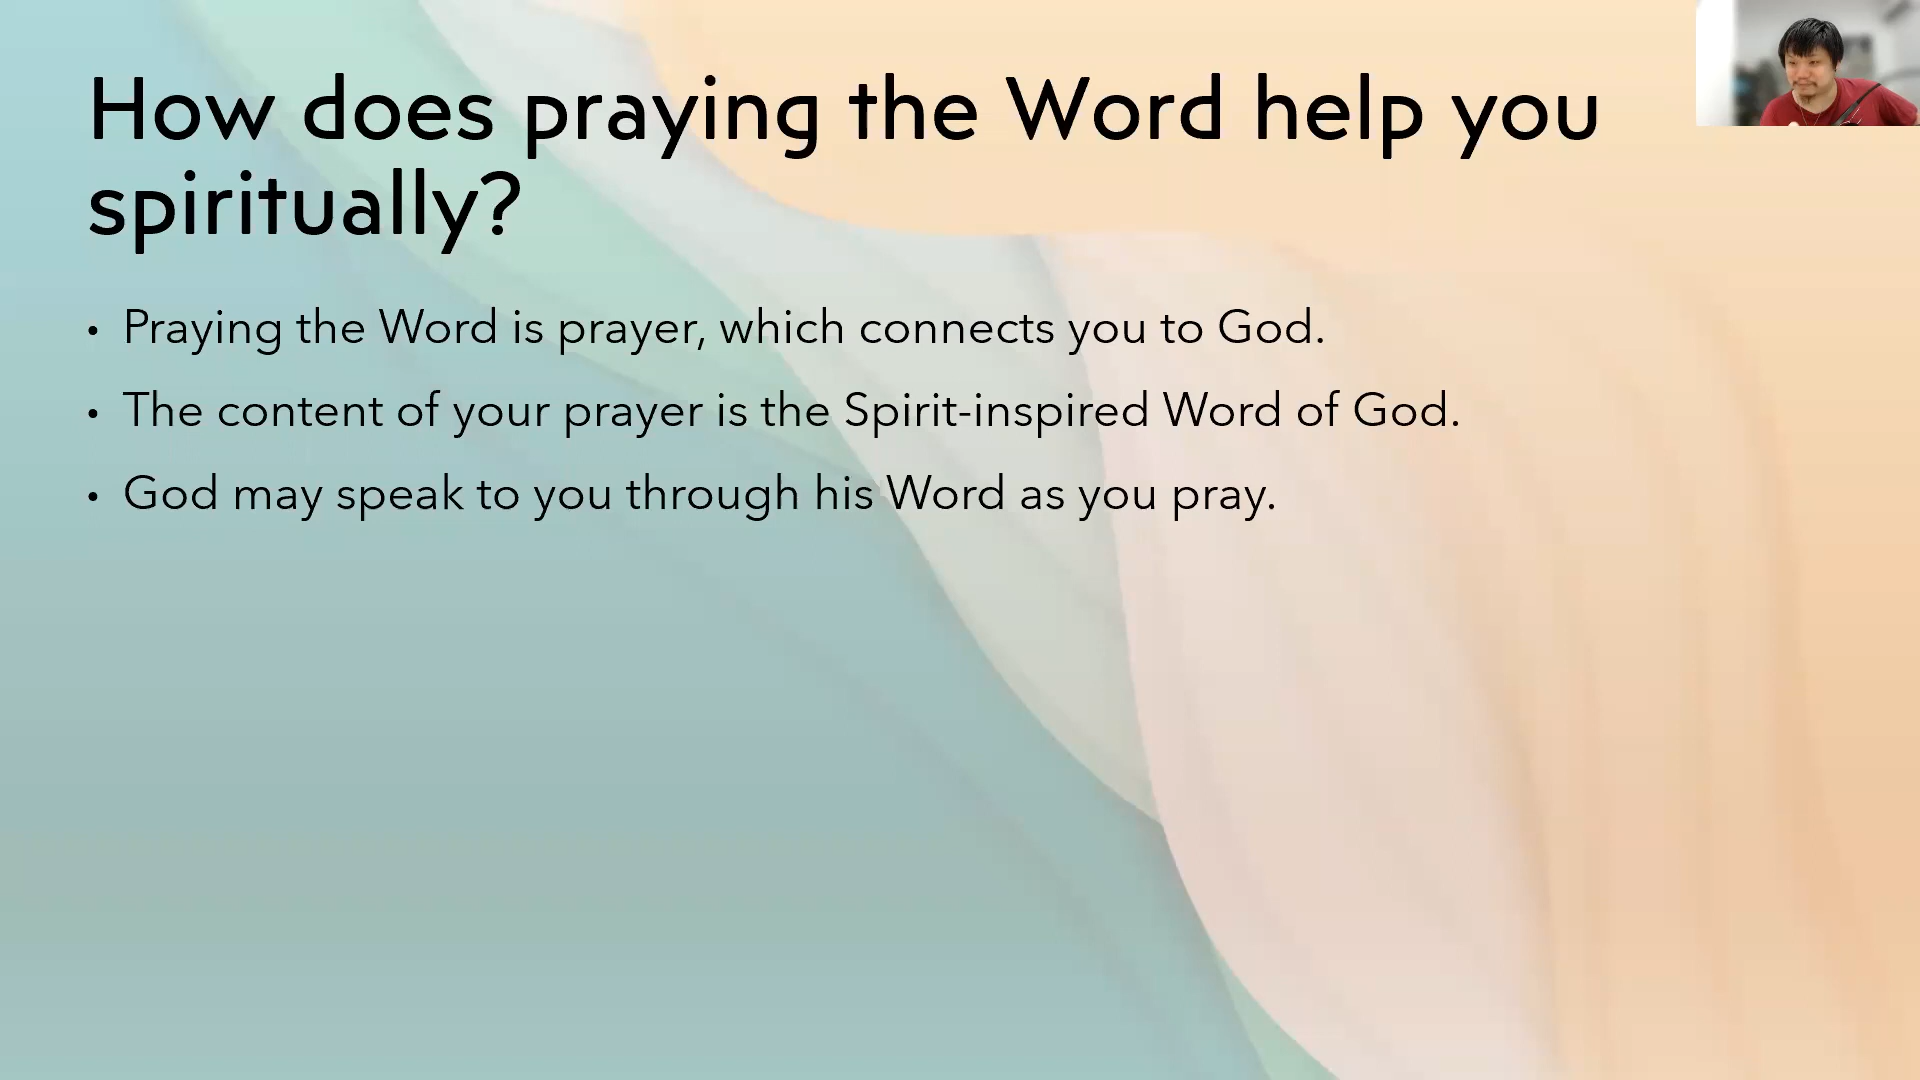 How does praying the Word help you
spiritually?
• Praying the Word is prayer, which connects you to God.
• The content of your prayer is the Spirit-inspired Word of God.
• God may speak to you through his Word as you pray.